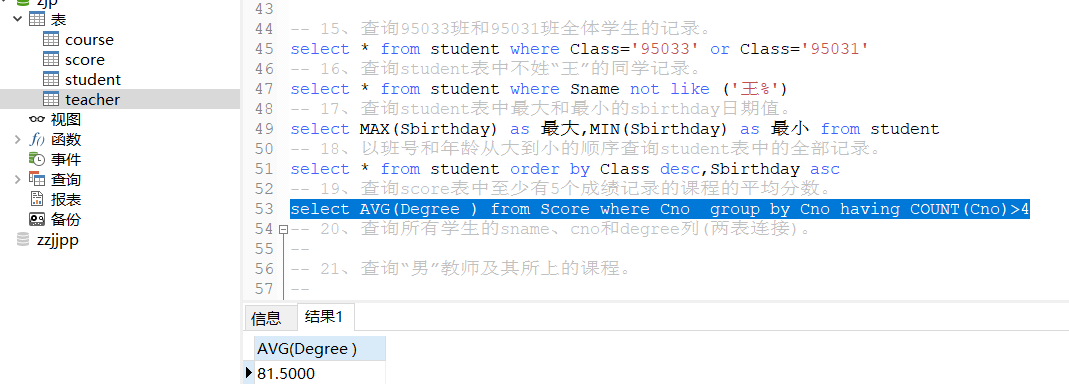 zjp
表
course
score
student
teacher
视图
函数
事件
查询
报表
备份
zzjjpp
43
44 -- 15、查询95033班和95031班全体学生的记录。
45 select * from student where Class='95033' or Class='95031'
46 -- 16、查询student表中不姓“王”的同学记录。
47 select * from student where Sname not like ('王%')
48 -- 17、查询student表中最大和最小的sbirthday日期值。
49 select MAX(Sbirthday) as 最大,MIN(Sbirthday) as 最小 from student
50 -- 18、以班号和年龄从大到小的顺序查询student表中的全部记录。
51 select * from student order by Class desc,Sbirthday asc
52 -- 19、查询score表中至少有5个成绩记录的课程的平均分数。
53 select AVG(Degree ) from Score where Cno  group by Cno having COUNT(Cno)>4
54 -- 20、查询所有学生的sname、cno和degree列(两表连接)。
55 --
56 -- 21、查询“男”教师及其所上的课程。
57 --
信息 结果1
AVG(Degree )
81.5000